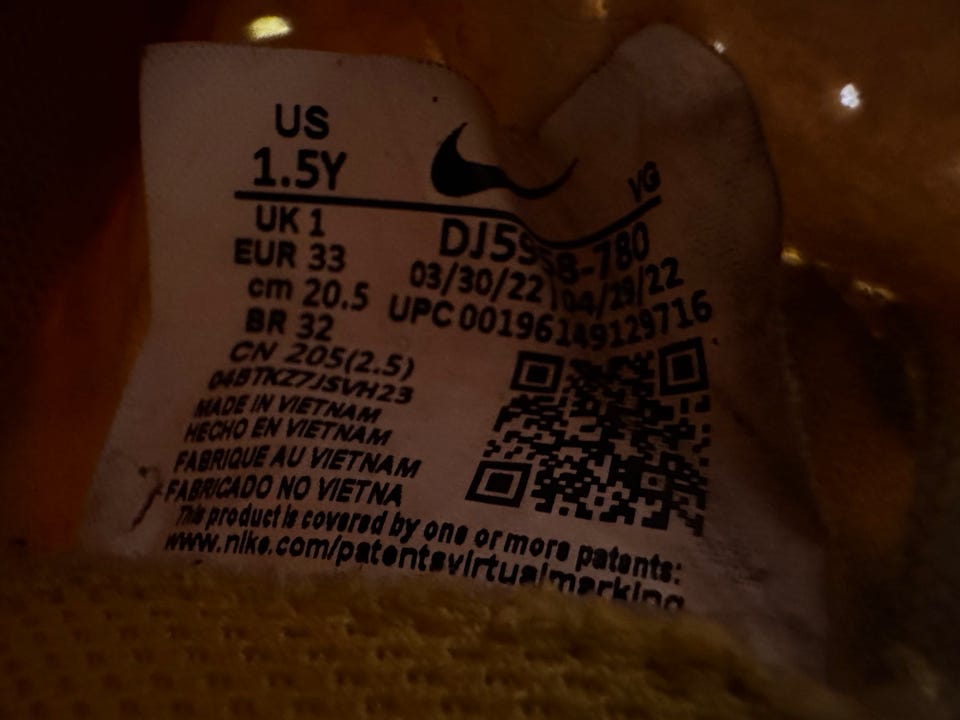 US
1.5Y
UK 1
EUR 33
cm 20.5
BR 32
CN 205(2.5)
04BTKZ7JSVH23
MADE IN VIETNAM
HECHO EN VIETNAM
FABRIQUE AU VIETNAM
FABRICADO NO VIETNA
This product is covered by one or more patents:
www.nike.com/patentsvirtualmarking
VG
03/30/22 04/29/22
UPC 00196149129716